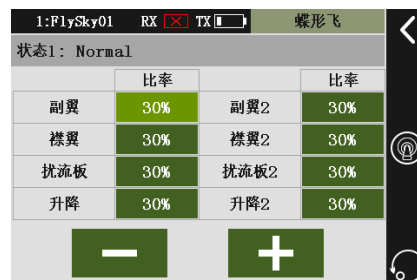 1:FlySky01 RX TX 蝶形飞
状态1: Normal
比率 比率
副翼 30% 副翼2 30%
襟翼 30% 襟翼2 30%
扰流板 30% 扰流板2 30%
升降 30% 升降2 30%